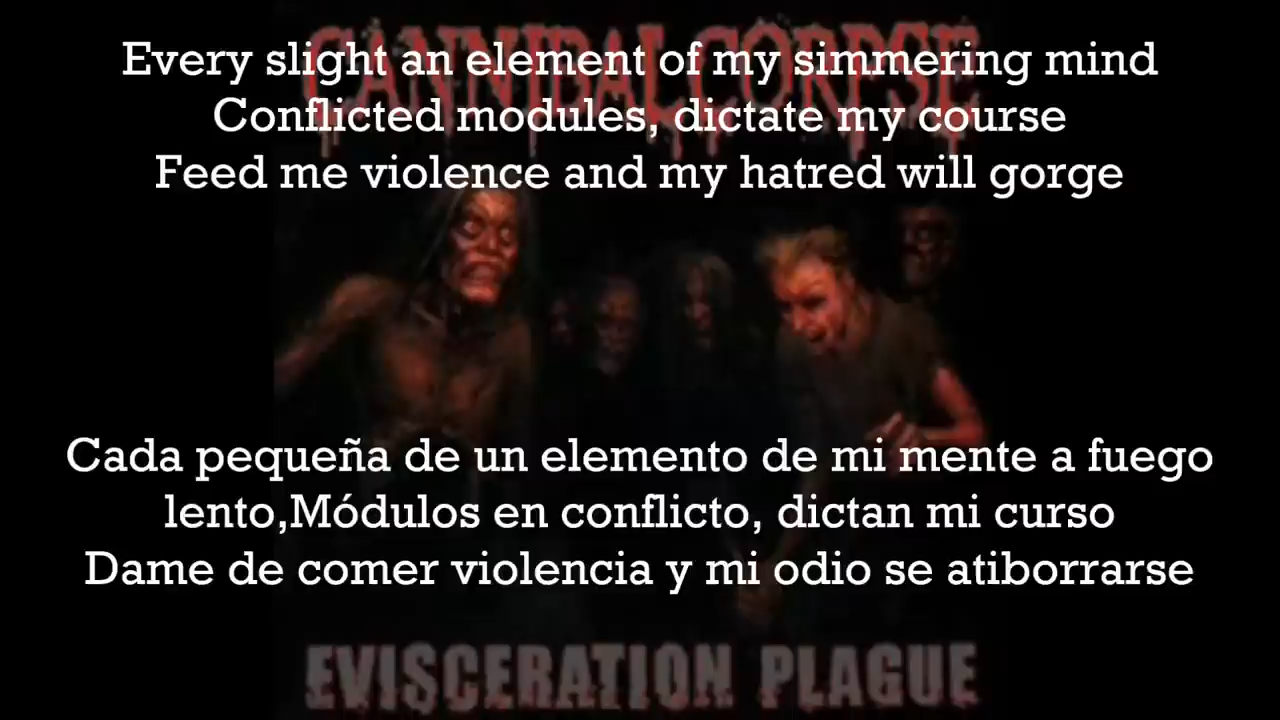 CANNIBAL CORPSE
Every slight an element of my simmering mind
Conflicted modules, dictate my course
Feed me violence and my hatred will gorge
Cada pequeña de un elemento de mi mente a fuego
lento,Módulos en conflicto, dictan mi curso
Dame de comer violencia y mi odio se atiborrarse
EVISCERATION PLAGUE